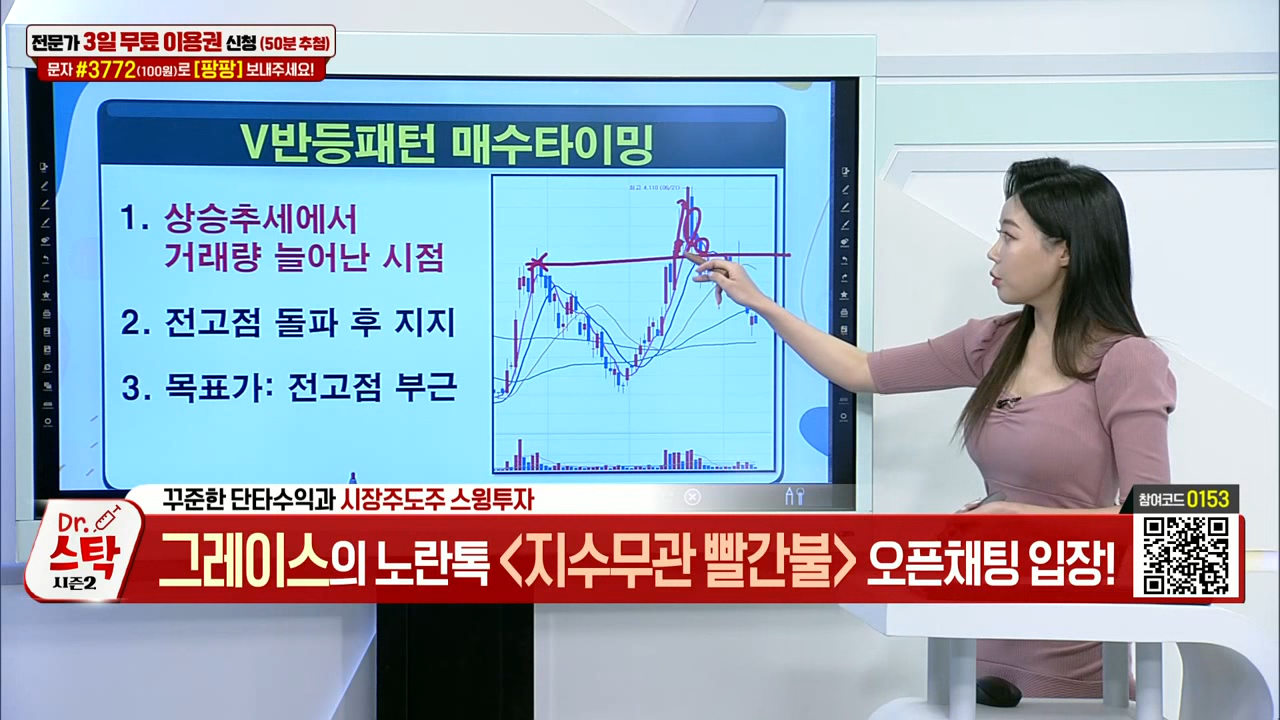 전문가 3일 무료 이용권 신청 (50분 추첨)
문자 #3772(100원)로 [팡팡] 보내주세요!
V반등패턴 매수타이밍
1. 상승추세에서
거래량 늘어난 시점
2. 전고점 돌파 후 지지
3. 목표가: 전고점 부근
최고 4,110 (06/21)
꾸준한 단타수익과 시장주도주 스윙투자
Dr.
스탁
시즌2
그레이스의 노란톡 <지수무관 빨간불> 오픈채팅 입장!
참여코드 0153